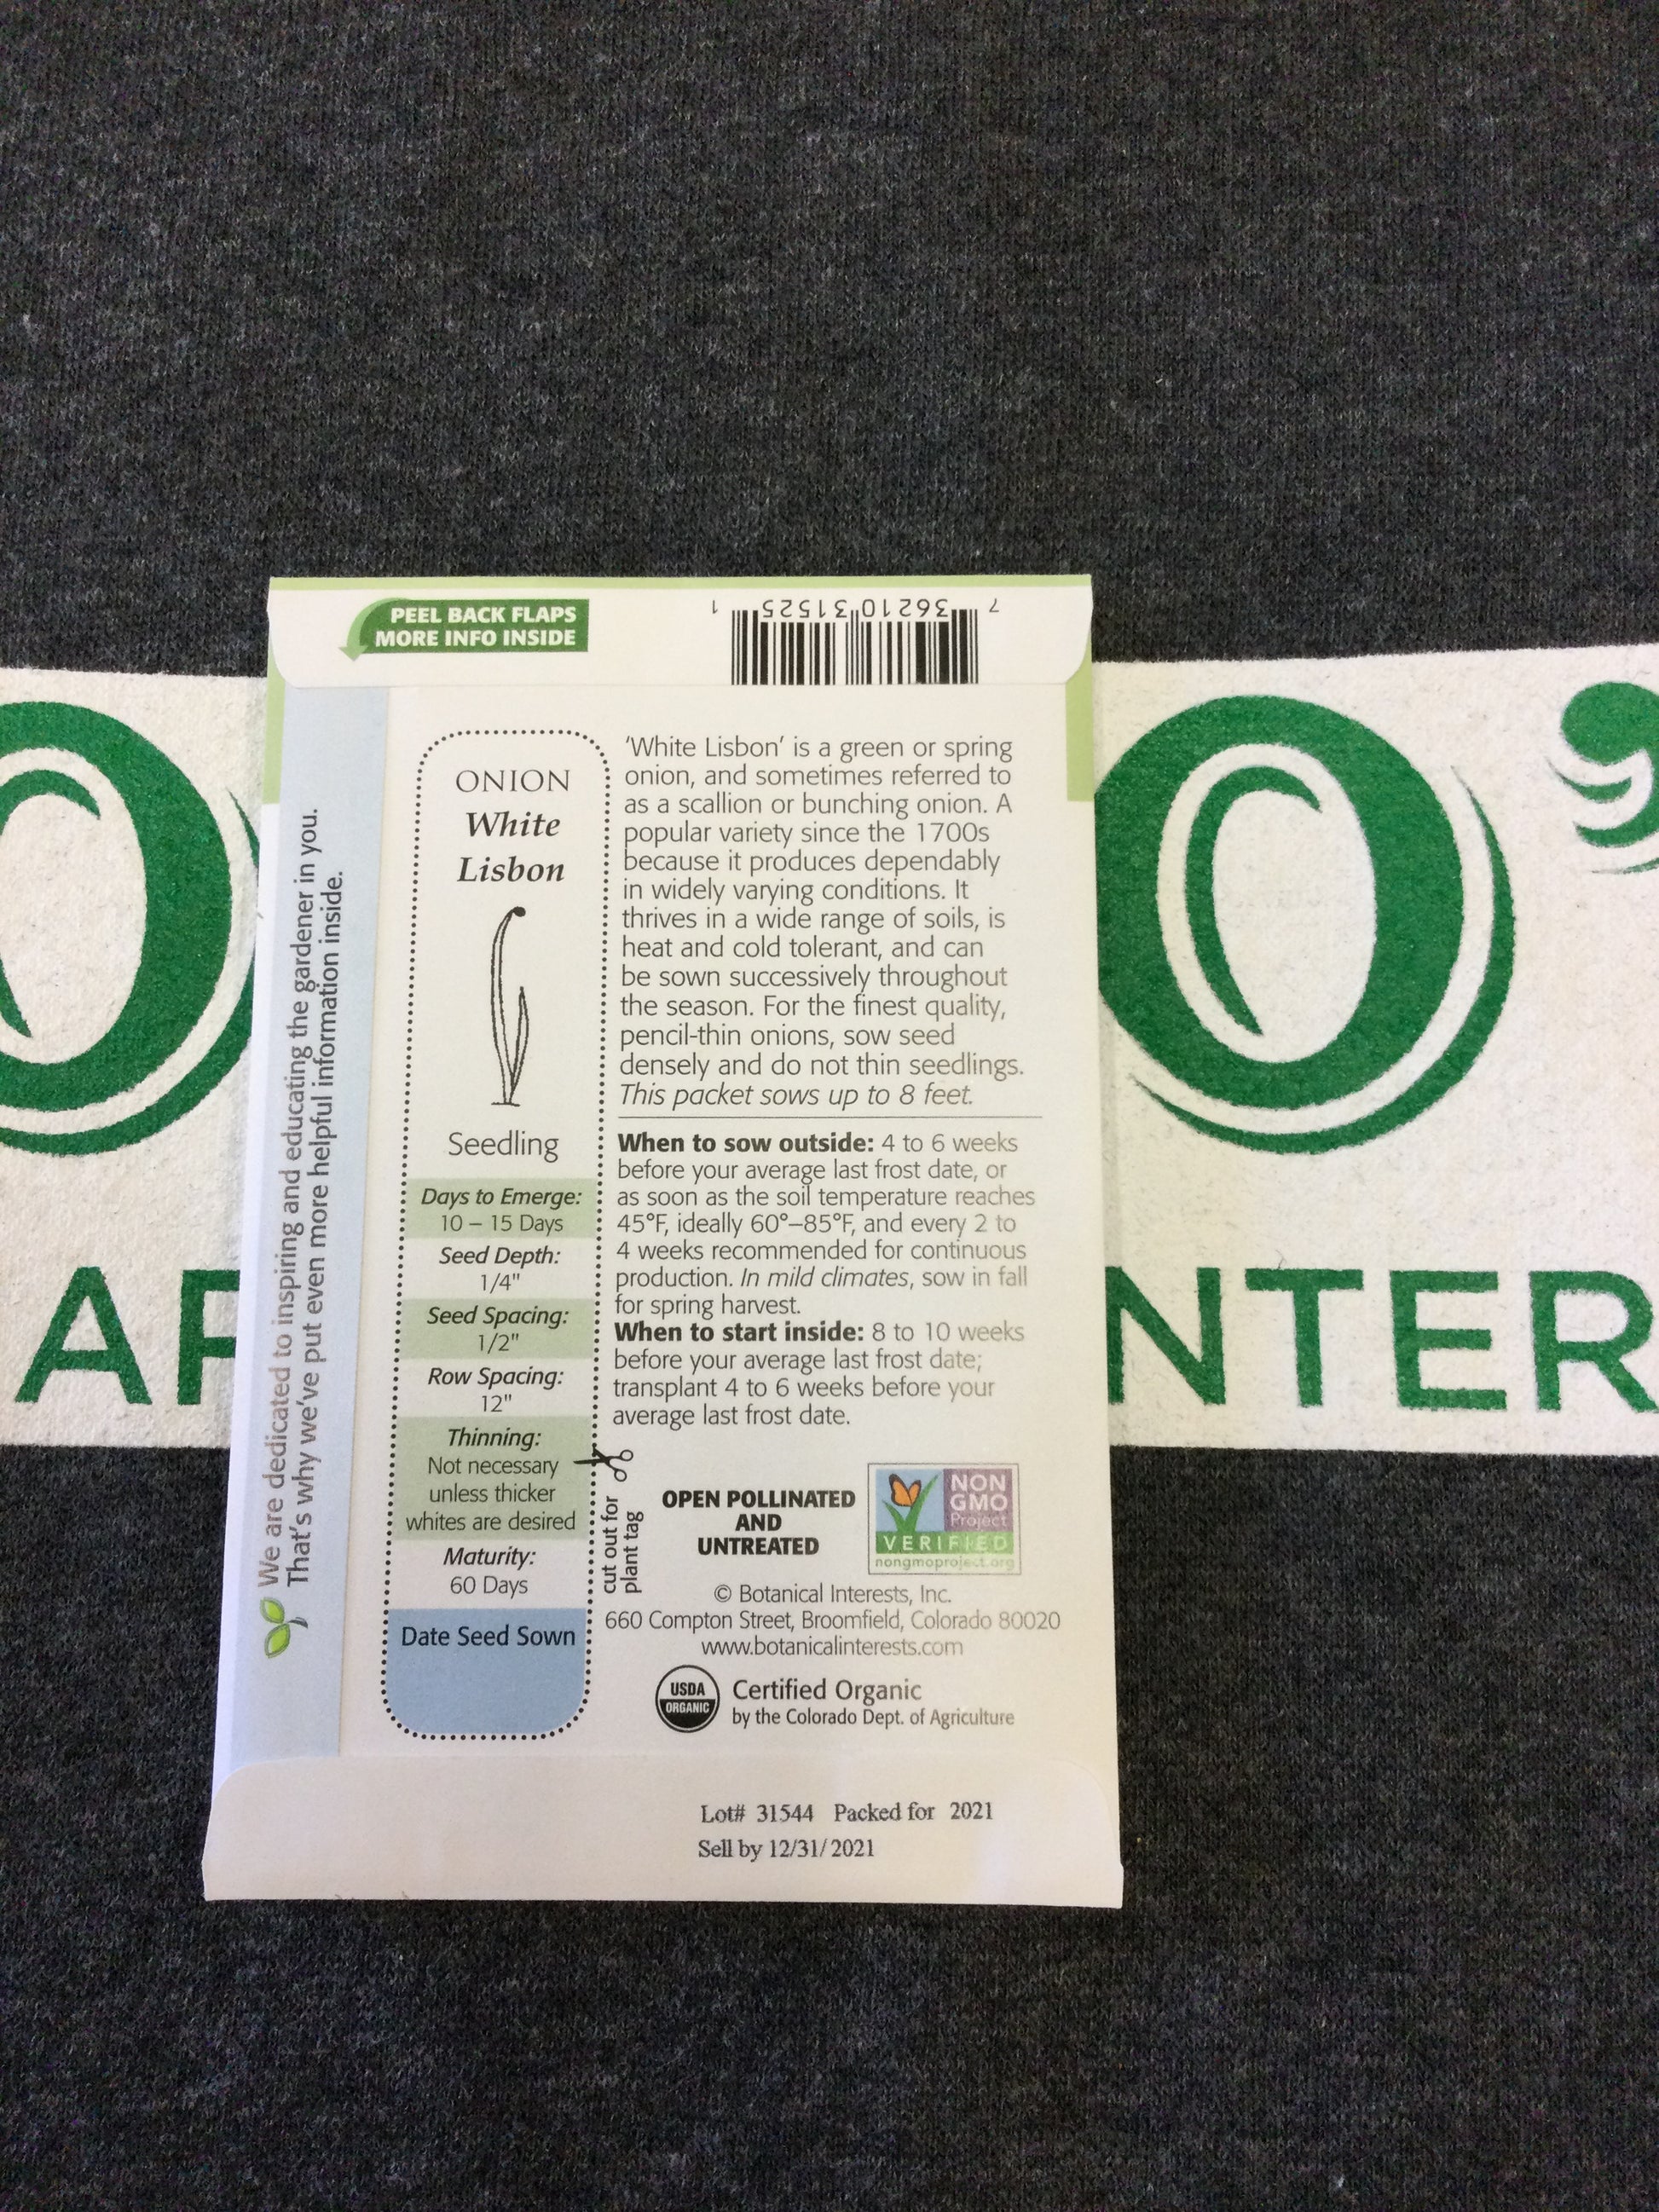 PEEL BACK FLAPS
MORE INFO INSIDE
7 36210 31525 1
We are dedicated to inspiring and educating the gardener in you.
That's why we've put even more helpful information inside.
ONION
White
Lisbon
Seedling
Days to Emerge:
10 – 15 Days
Seed Depth:
1/4"
Seed Spacing:
1/2"
Row Spacing:
12"
Thinning:
Not necessary
unless thicker
whites are desired
Maturity:
60 Days
Date Seed Sown
cut out for
plant tag
'White Lisbon' is a green or spring
onion, and sometimes referred to
as a scallion or bunching onion. A
popular variety since the 1700s
because it produces dependably
in widely varying conditions. It
thrives in a wide range of soils, is
heat and cold tolerant, and can
be sown successively throughout
the season. For the finest quality,
pencil-thin onions, sow seed
densely and do not thin seedlings.
This packet sows up to 8 feet.
When to sow outside: 4 to 6 weeks
before your average last frost date, or
as soon as the soil temperature reaches
45°F, ideally 60°–85°F, and every 2 to
4 weeks recommended for continuous
production. In mild climates, sow in fall
for spring harvest.
When to start inside: 8 to 10 weeks
before your average last frost date;
transplant 4 to 6 weeks before your
average last frost date.
OPEN POLLINATED
AND
UNTREATED
NON
GMO
Project
VERIFIED
nongmoproject.org
© Botanical Interests, Inc.
660 Compton Street, Broomfield, Colorado 80020
www.botanicalinterests.com
USDA
ORGANIC
Certified Organic
by the Colorado Dept. of Agriculture
Lot# 31544 Packed for 2021
Sell by 12/31/2021
O O'
AR NTER